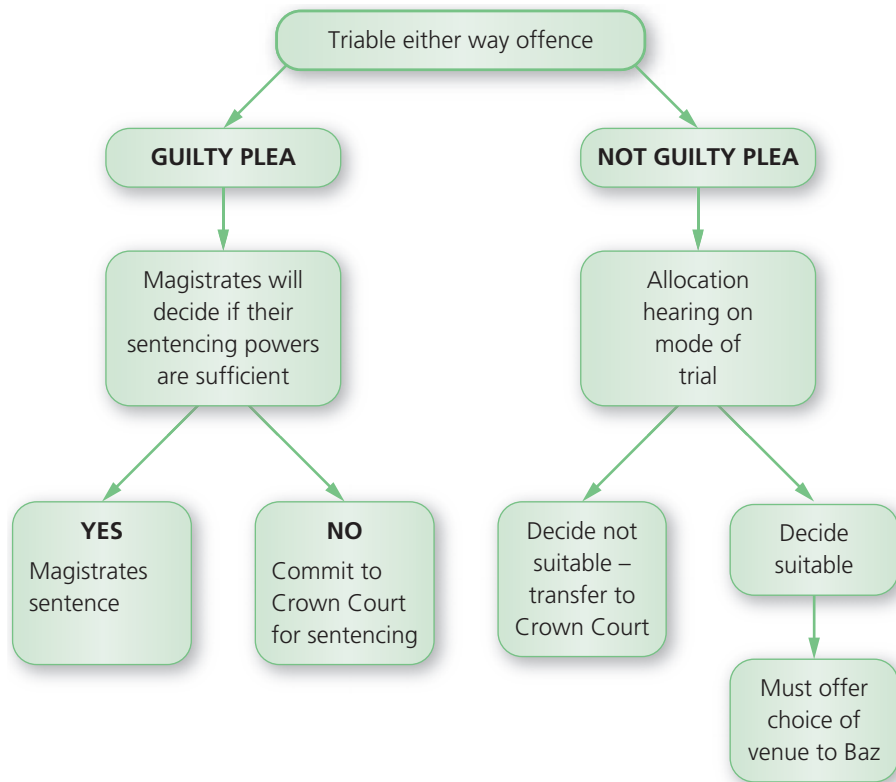 Triable either way offence
GUILTY PLEA
NOT GUILTY PLEA
Magistrates will
decide if their
sentencing powers
are sufficient
Allocation
hearing on
mode of
trial
YES
Magistrates
sentence
NO
Commit to
Crown Court
for sentencing
Decide not
suitable –
transfer to
Crown Court
Decide
suitable
Must offer
choice of
venue to Baz